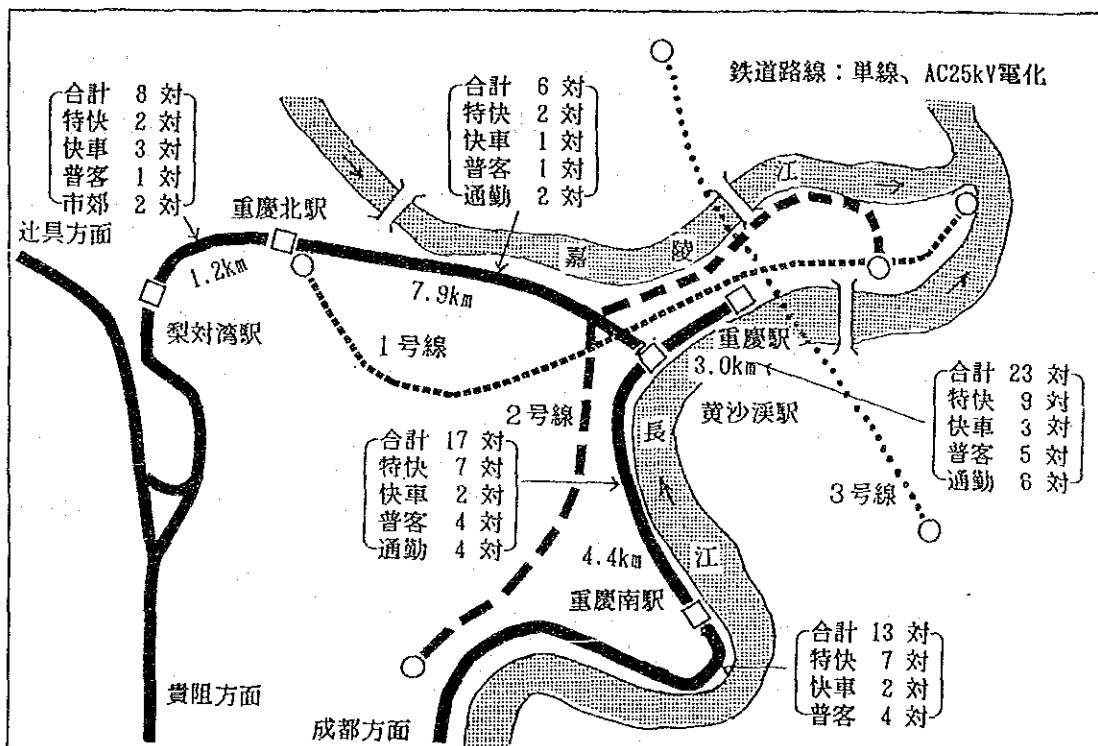 鉄道路線：単線、AC25kV電化
合計 8 対
特快 2 対
快車 3 対
普客 1 対
市郊 2 対
合計 6 対
特快 2 対
快車 1 対
普客 1 対
通勤 2 対
重慶北駅
辻具方面
1.2km
梨対湾駅
7.9km
嘉
陵
江
1号線
重慶駅
3.0km
黄沙渓駅
2号線
合計 23 対
特快 9 対
快車 3 対
普客 5 対
通勤 6 対
合計 17 対
特快 7 対
快車 2 対
普客 4 対
通勤 4 対
長
江
3号線
4.4km
重慶南駅
合計 13 対
特快 7 対
快車 2 対
普客 4 対
貴阻方面
成都方面